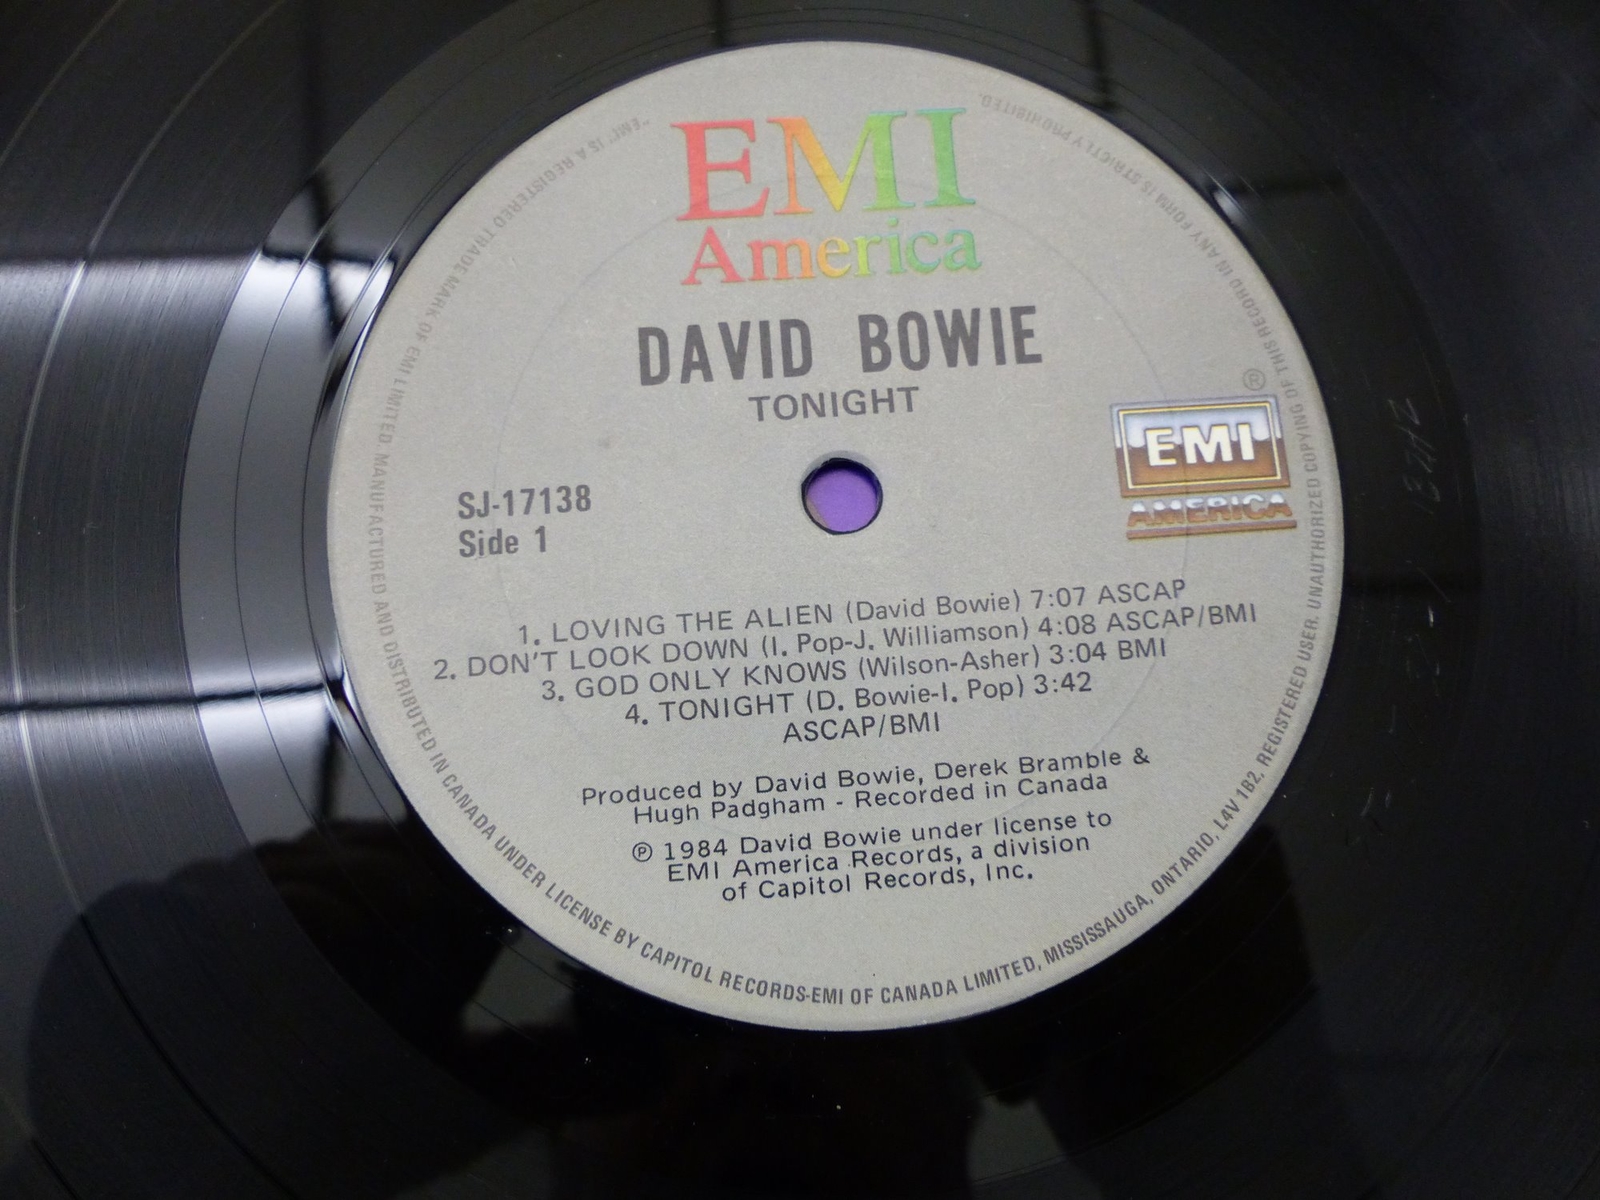 EMI
America
DAVID BOWIE
TONIGHT
®
EMI
AMERICA
SJ-17138
Side 1
1. LOVING THE ALIEN (David Bowie) 7:07 ASCAP
2. DON'T LOOK DOWN (I. Pop-J. Williamson) 4:08 ASCAP/BMI
3. GOD ONLY KNOWS (Wilson-Asher) 3:04 BMI
4. TONIGHT (D. Bowie-I. Pop) 3:42
ASCAP/BMI
Produced by David Bowie, Derek Bramble &
Hugh Padgham - Recorded in Canada
℗ 1984 David Bowie under license to
EMI America Records, a division
of Capitol Records, Inc.
"EMI" IS A REGISTERED TRADE MARK OF EMI LIMITED. MANUFACTURED AND DISTRIBUTED IN CANADA UNDER LICENSE BY CAPITOL RECORDS-EMI OF CANADA LIMITED, MISSISSAUGA, ONTARIO, L4V 1B2, REGISTERED USER. UNAUTHORIZED COPYING OF THIS RECORD IN ANY FORM IS STRICTLY PROHIBITED.